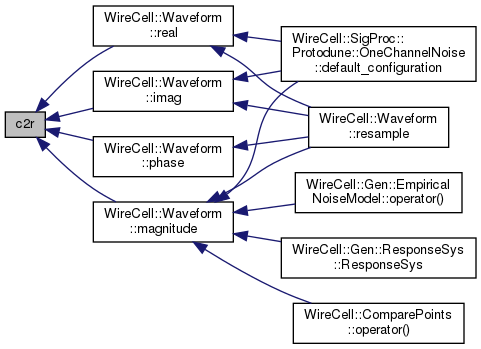 WireCell::Waveform
::real
WireCell::SigProc::
Protodune::OneChannelNoise
::default_configuration
WireCell::Waveform
::imag
c2r
WireCell::Waveform
::resample
WireCell::Waveform
::phase
WireCell::Gen::Empirical
NoiseModel::operator()
WireCell::Waveform
::magnitude
WireCell::Gen::ResponseSys
::ResponseSys
WireCell::ComparePoints
::operator()